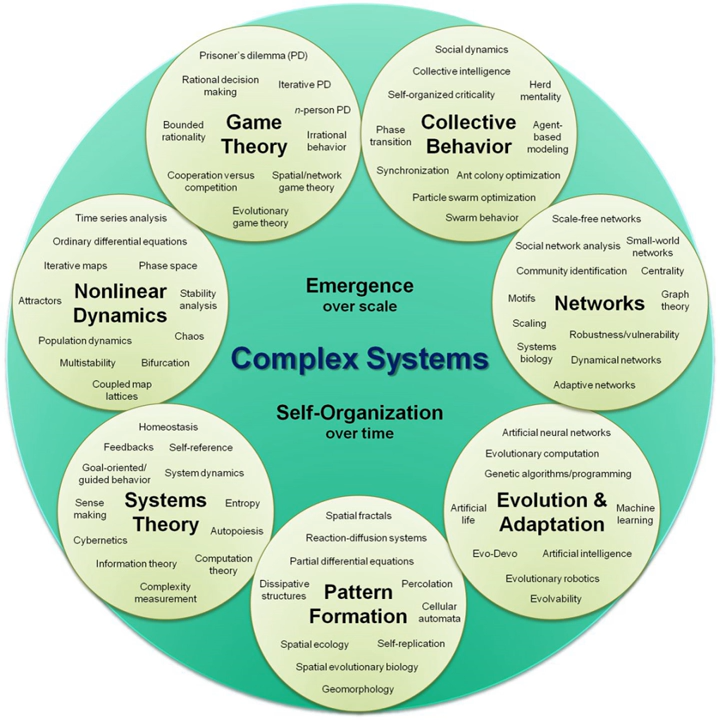 Prisoner's dilemma (PD)
Rational decision
making
Iterative PD
n-person PD
Bounded
rationality
Game
Theory
Irrational
behavior
Cooperation versus
competition
Spatial/network
game theory
Evolutionary
game theory
Social dynamics
Collective intelligence
Herd
mentality
Self-organized criticality
Phase
transition
Collective
Behavior
Agent-
based
modeling
Synchronization
Ant colony optimization
Particle swarm optimization
Swarm behavior
Time series analysis
Ordinary differential equations
Iterative maps
Phase space
Attractors
Nonlinear
Dynamics
Stability
analysis
Population dynamics
Chaos
Multistability
Bifurcation
Coupled map
lattices
Emergence
over scale
Complex Systems
Self-Organization
over time
Scale-free networks
Social network analysis
Small-world
networks
Community identification
Centrality
Motifs
Networks
Graph
theory
Scaling
Robustness/vulnerability
Systems
biology
Dynamical networks
Adaptive networks
Homeostasis
Feedbacks
Self-reference
Goal-oriented/
guided behavior
System dynamics
Sense
making
Systems
Theory
Entropy
Cybernetics
Autopoiesis
Information theory
Computation
theory
Complexity
measurement
Spatial fractals
Reaction-diffusion systems
Partial differential equations
Dissipative
structures
Pattern
Formation
Percolation
Cellular
automata
Spatial ecology
Self-replication
Spatial evolutionary biology
Geomorphology
Artificial neural networks
Evolutionary computation
Genetic algorithms/programming
Artificial
life
Evolution &
Adaptation
Machine
learning
Evo-Devo
Artificial intelligence
Evolutionary robotics
Evolvability